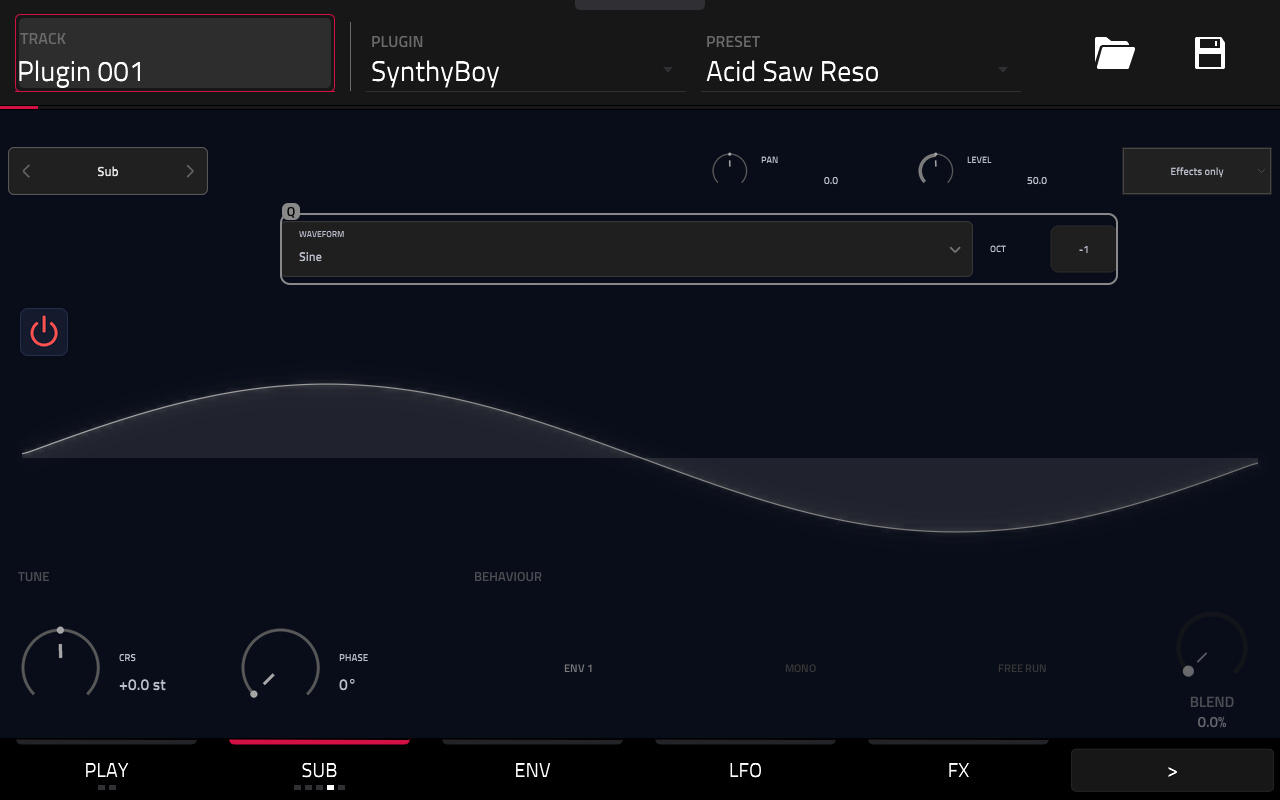 TRACK
Plugin 001
PLUGIN
SynthyBoy
PRESET
Acid Saw Reso
Sub
PAN
0.0
LEVEL
50.0
Effects only
Q
WAVEFORM
Sine
OCT
-1
TUNE
BEHAVIOUR
CRS
+0.0 st
PHASE
0°
ENV 1
MONO
FREE RUN
BLEND
0.0%
PLAY
SUB
ENV
LFO
FX
>